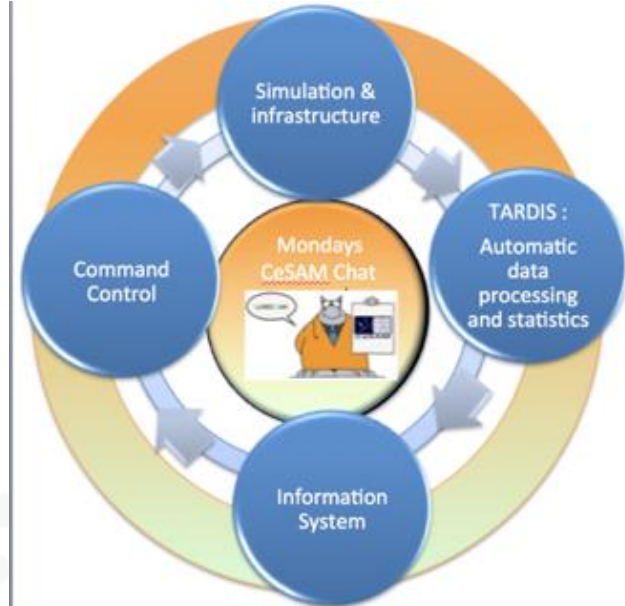 Simulation &
infrastructure
TARDIS :
Automatic
data
processing
and statistics
Command
Control
Mondays
CeSAM Chat
Information
System